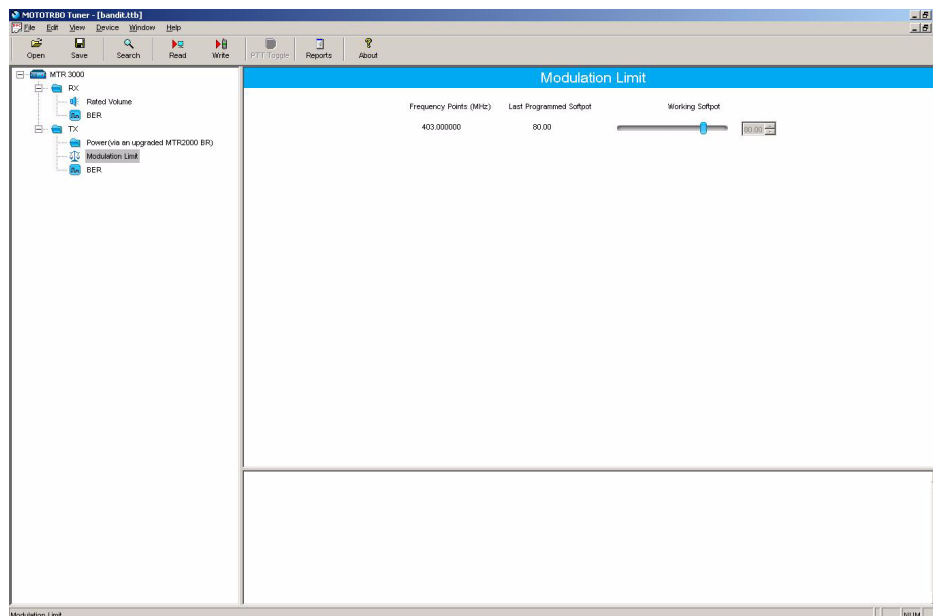 MOTOTRBO Tuner - [bandit.ttb]
File Edit View Device Window Help
Open Save Search Read Write PTT Toggle Reports About
MTR 3000
RX
Rated Volume
BER
TX
Power(via an upgraded MTR2000 BR)
Modulation Limit
BER
Modulation Limit
Frequency Points (MHz) Last Programmed Softpot Working Softpot
403.000000 80.00 80.00
Modulation Limit NUM